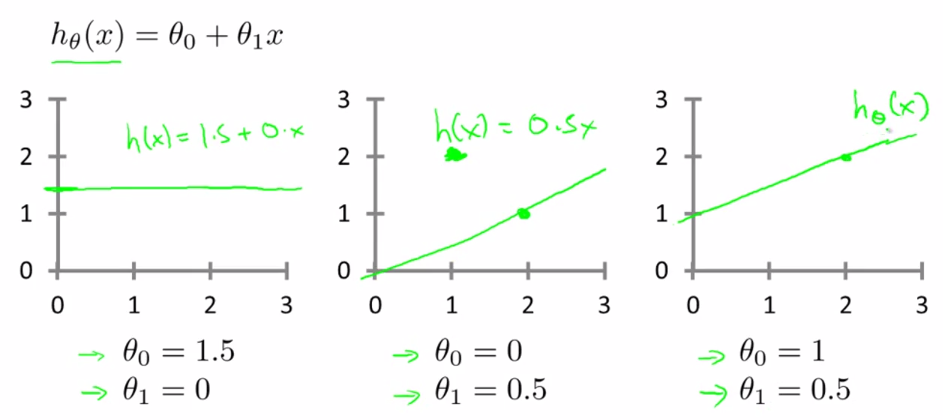 hθ(x) = θ₀ + θ₁x
3
2
1
0
0 1 2 3
h(x) = 1.5 + 0·x
→ θ₀ = 1.5
→ θ₁ = 0
3
2
1
0
0 1 2 3
h(x) = 0.5x
→ θ₀ = 0
→ θ₁ = 0.5
3
2
1
0
0 1 2 3
hθ(x)
→ θ₀ = 1
→ θ₁ = 0.5